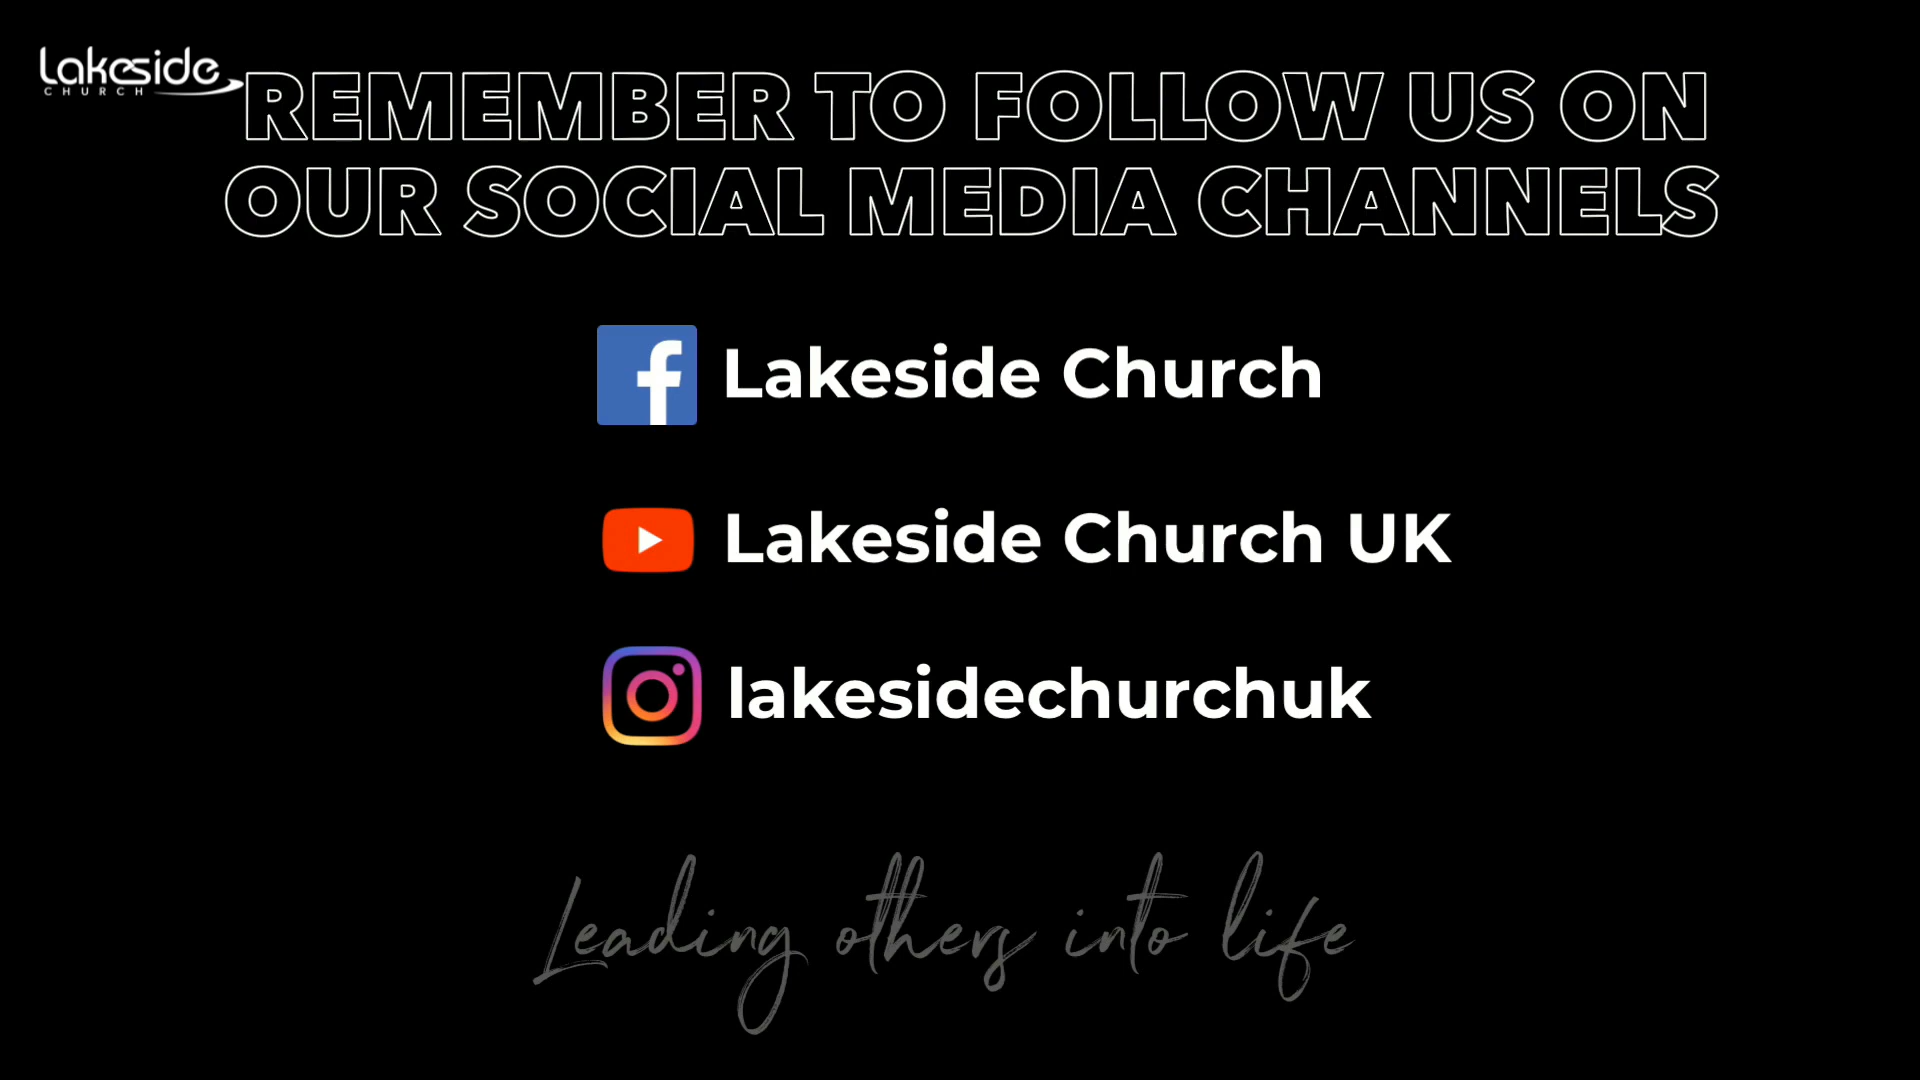 Lakeside
CHURCH
REMEMBER TO FOLLOW US ON
OUR SOCIAL MEDIA CHANNELS
Lakeside Church
Lakeside Church UK
lakesidechurchuk
Leading others into life